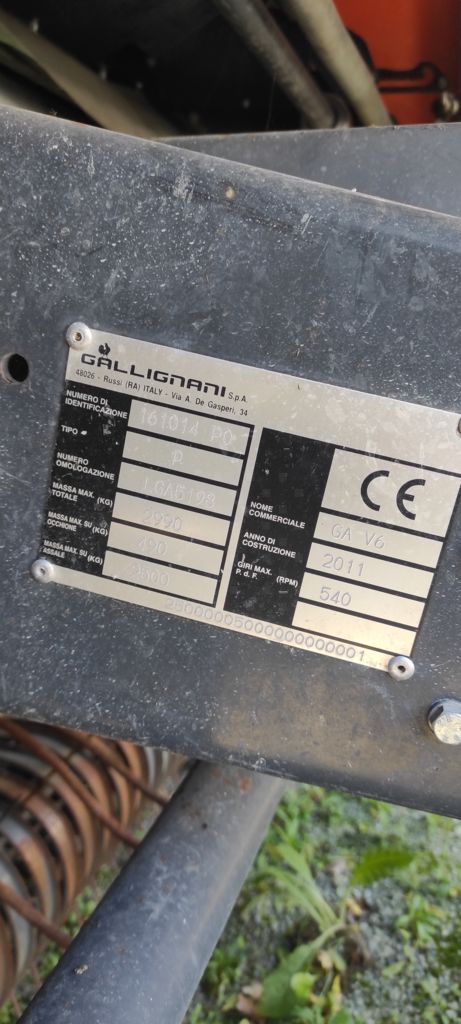 GALLIGNANI S.p.A.
48026 - Russi (RA) ITALY - Via A. De Gasperi, 34
NUMERO DI IDENTIFICAZIONE 161014 PO
TIPO P
NUMERO OMOLOGAZIONE LGA5198
MASSA MAX. TOTALE (KG) 2990
MASSA MAX. SU OCCHIONE (KG) 490
MASSA MAX. SU ASSALE (KG) 2500
CE
NOME COMMERCIALE GA V6
ANNO DI COSTRUZIONE 2011
GIRI MAX. P. d. F. (RPM) 540